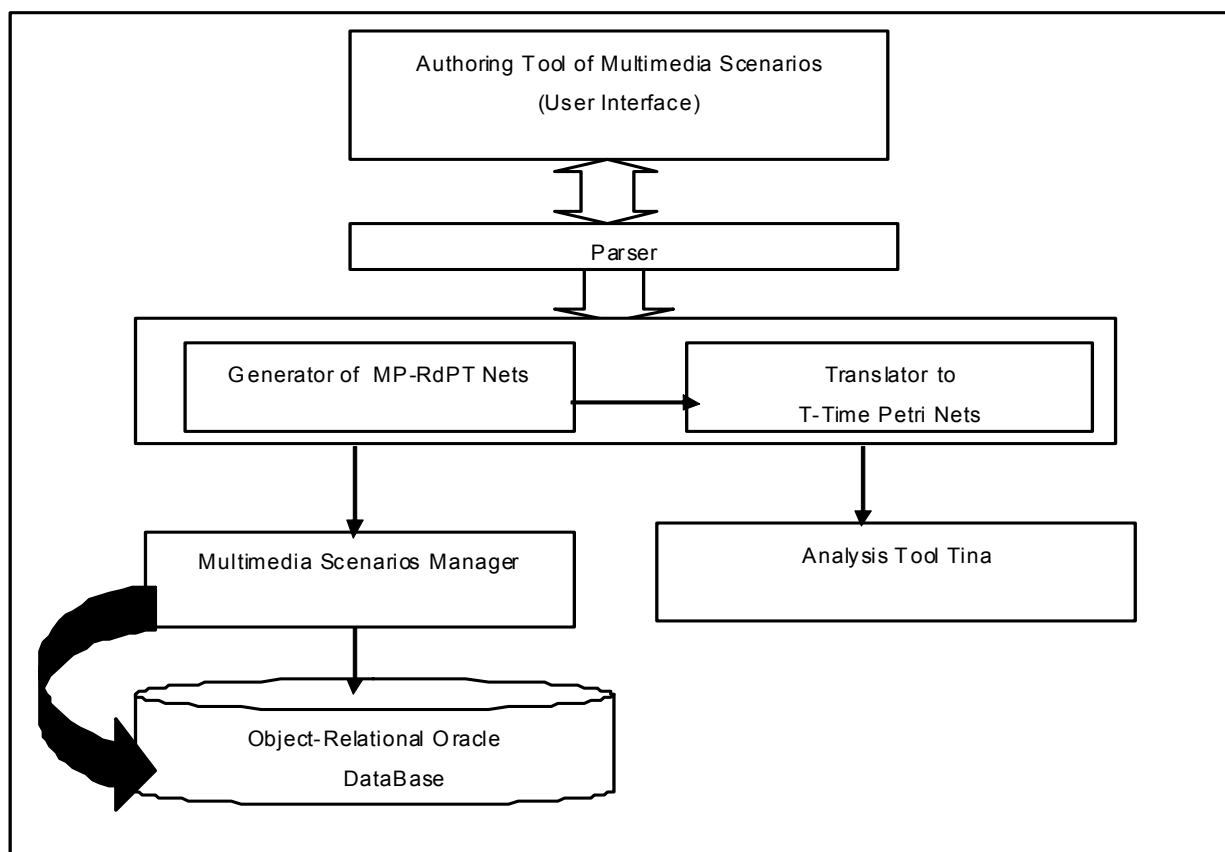 Authoring Tool of Multimedia Scenarios
(User Interface)
Parser
Generator of MP-RdPT Nets
Translator to
T-Time Petri Nets
Multimedia Scenarios Manager
Analysis Tool Tina
Object-Relational Oracle
DataBase